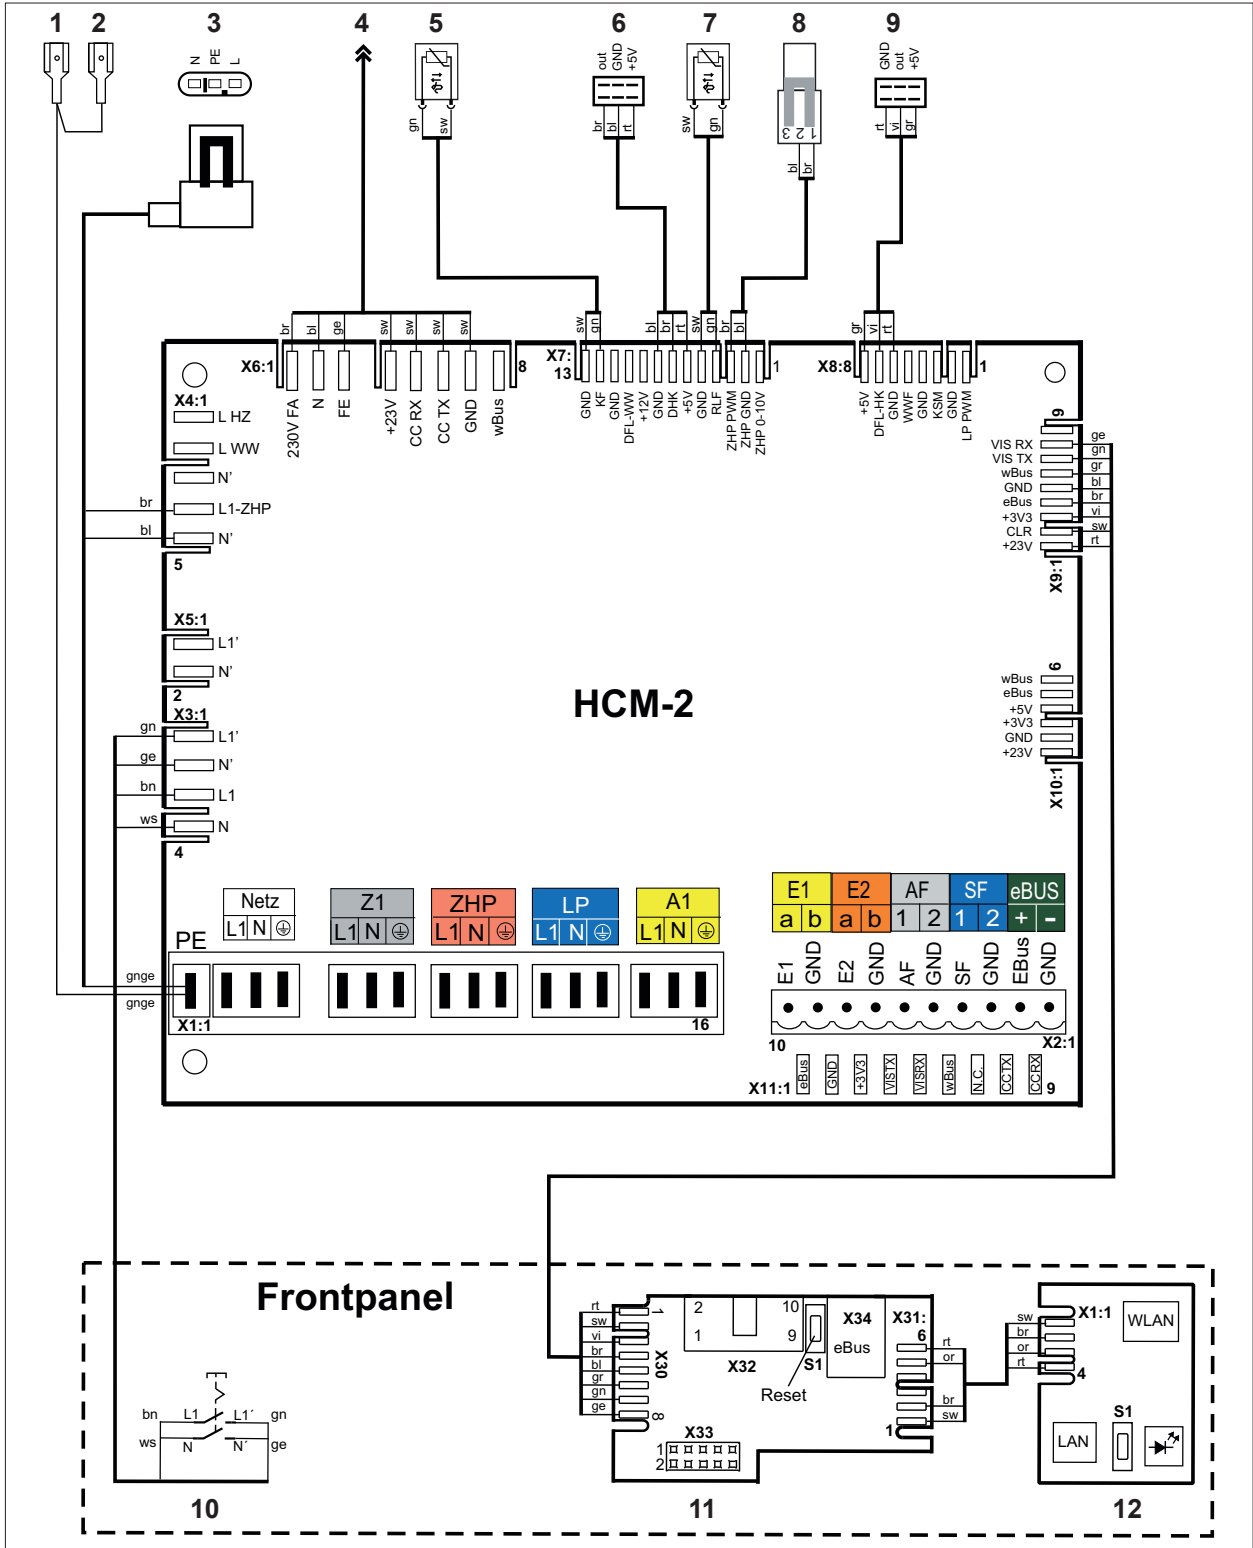 1 2 3 4 5 6 7 8 9
N PE L
out GND +5V
GND out +5V
gn sw
br bl rt
sw gn
3 2 1
bl br
rt vi gr
br bl ge sw sw sw sw
sw gn
bl br rt
sw gn
br bl
gr vi rt
X6:1
8
X7:
13
1
X8:8
1
230V FA
N
FE
+23V
CC RX
CC TX
GND
wBus
GND
KF
GND
DFL-WW
+12V
GND
DHK
+5V
GND
RLF
ZHP PWM
ZHP GND
ZHP 0-10V
+5V
DFL-HK
GND
WWF
GND
KSM
GND
LP PWM
X4:1
L HZ
L WW
N'
br L1-ZHP
bl N'
5
X5:1
L1'
N'
2
X3:1
gn L1'
ge N'
bn L1
ws N
4
9
VIS RX ge
VIS TX gn
wBus gr
GND bl
eBus br
+3V3 vi
CLR sw
+23V rt
X9:1
HCM-2
6
wBus
eBus
+5V
+3V3
GND
+23V
X10:1
PE
Netz
L1 N
Z1
L1 N
ZHP
L1 N
LP
L1 N
A1
L1 N
gnge
gnge
X1:1
16
E1 E2 AF SF eBUS
a b a b 1 2 1 2 + -
E1 GND E2 GND AF GND SF GND EBus GND
10
X2:1
X11:1 eBus GND +3V3 VISTX VISRX wBus N.C. CCTX CCRX 9
Frontpanel
bn L1 L1´ gn
ws N N´ ge
10
rt
sw
vi
br
bl
gr
gn
ge
1
X30
8
2 10
1 9
X32
S1
Reset
X34
eBus
X31:
6
rt
or
br
sw
1
X33
1
2
11
sw
br
or
rt
X1:1
4
WLAN
LAN
S1
12